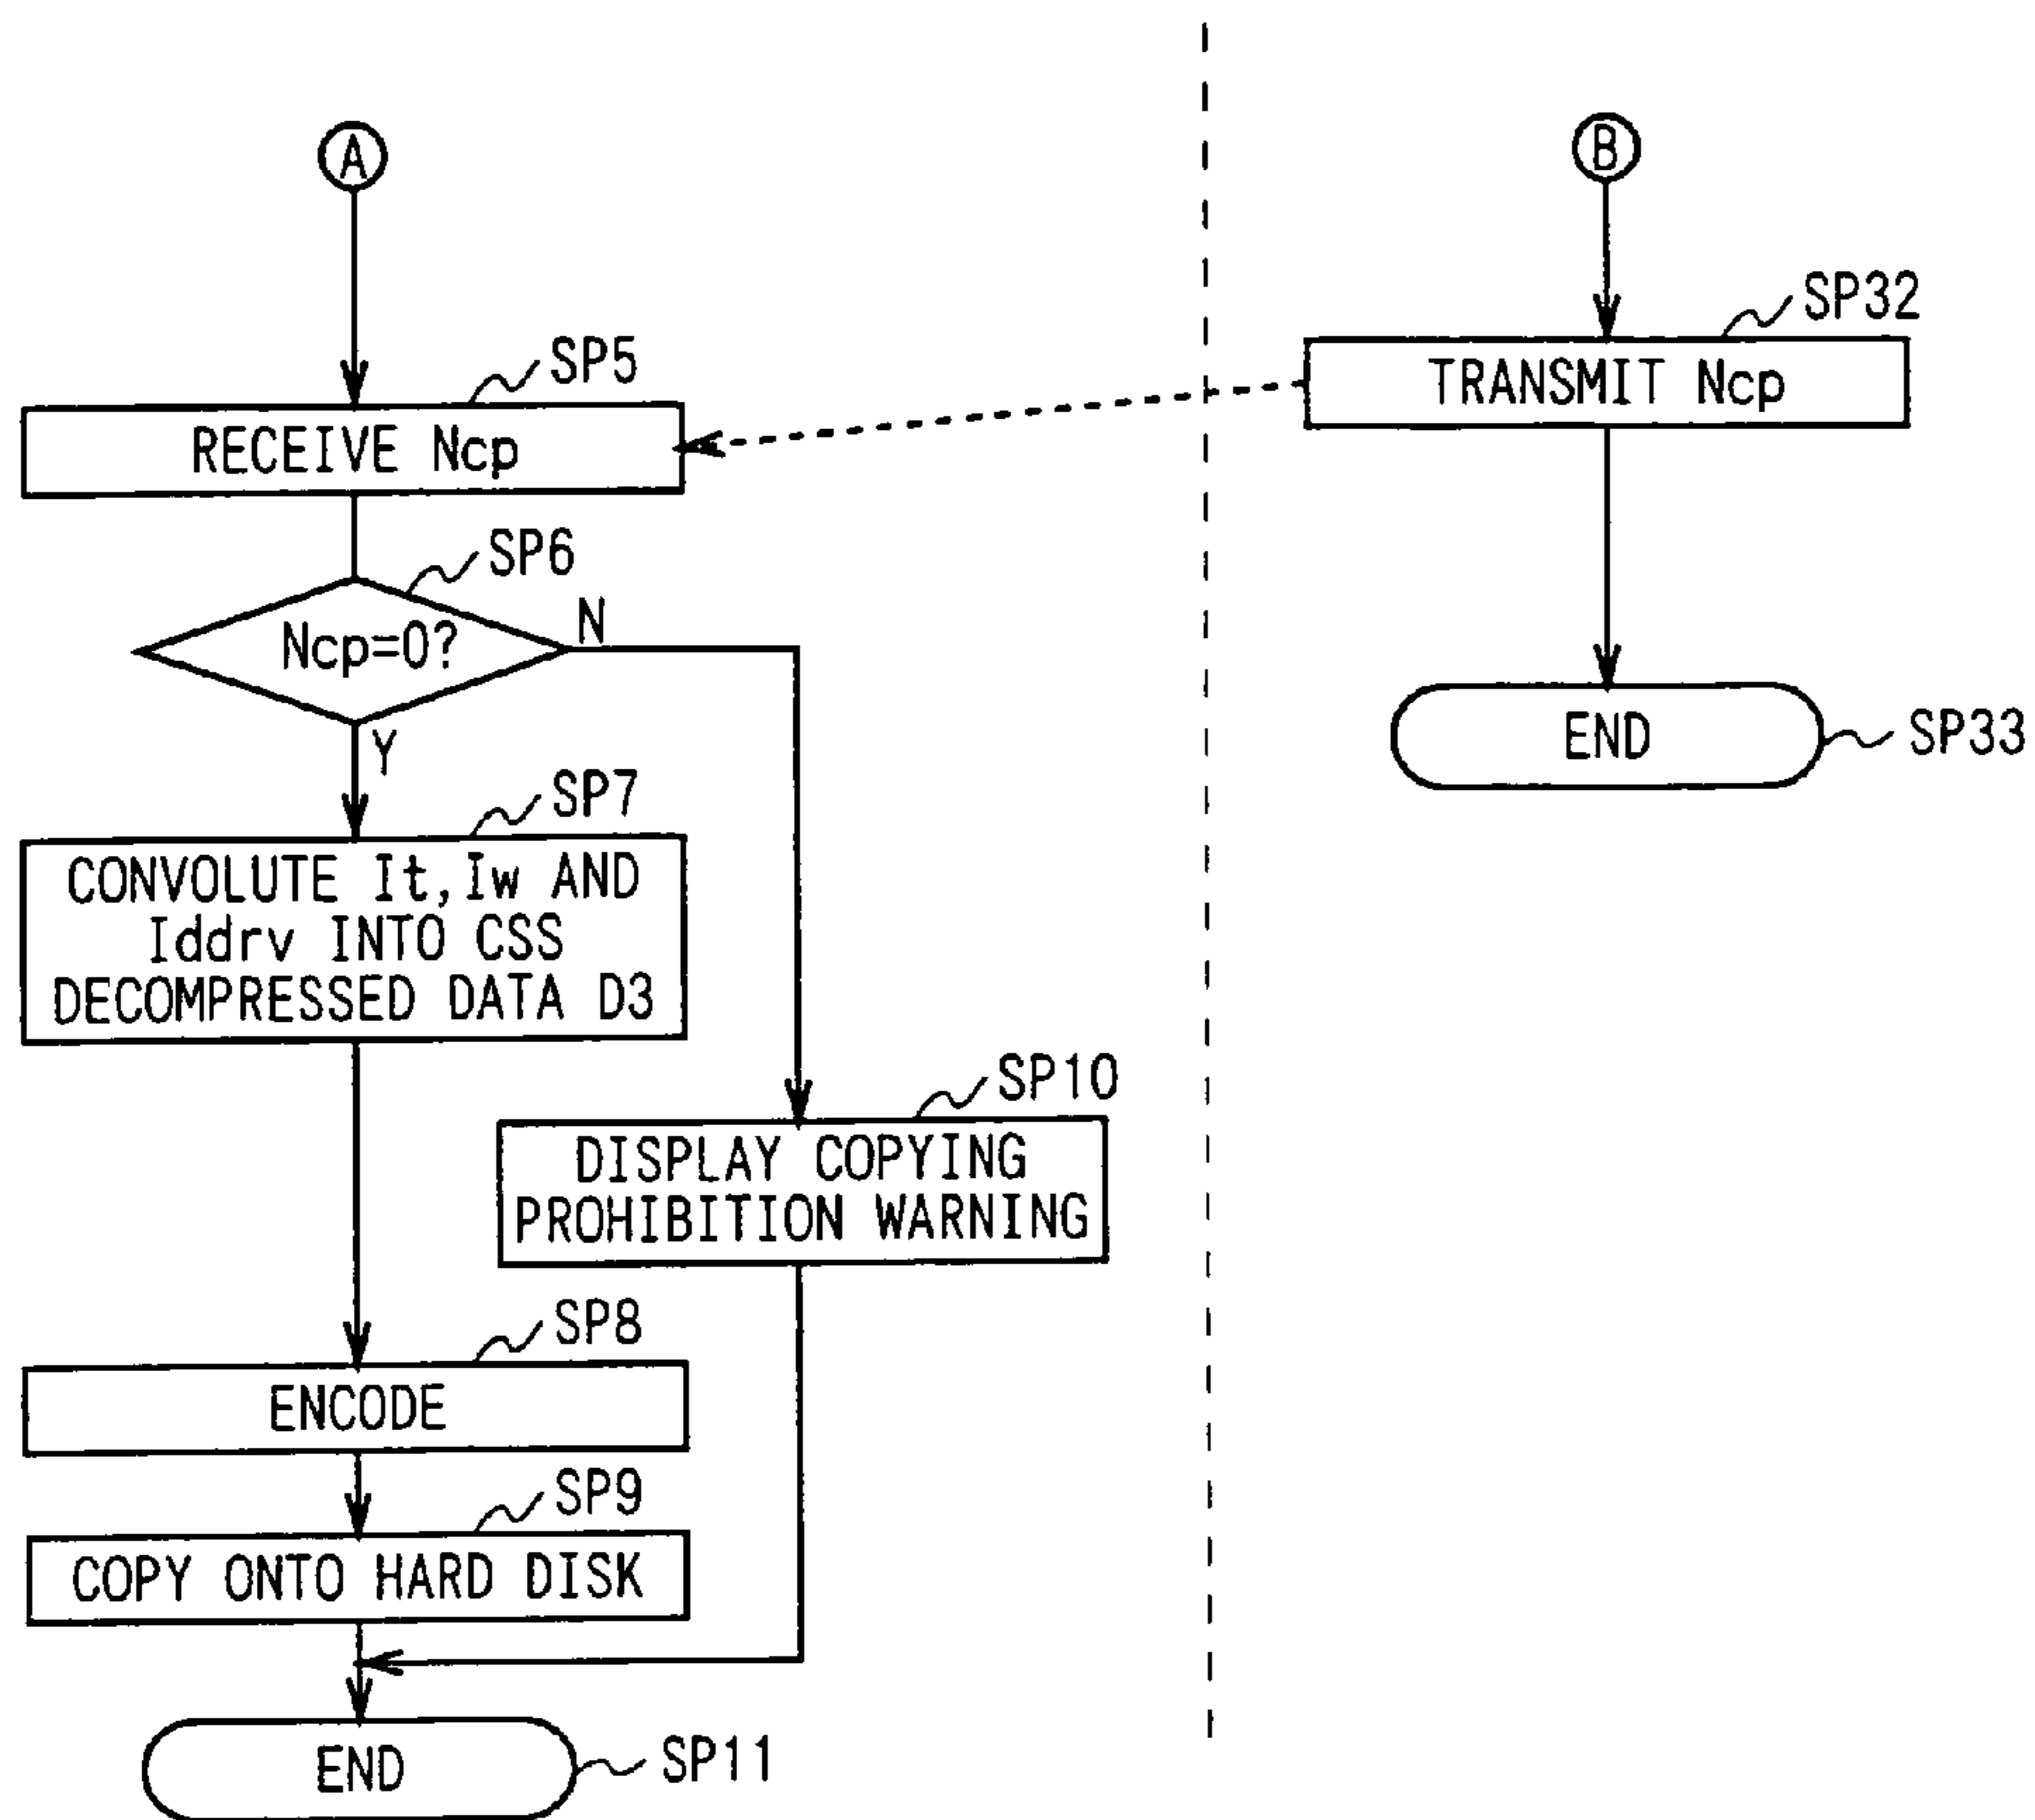 A
B
SP32
TRANSMIT Ncp
SP5
RECEIVE Ncp
SP6
Ncp=0?
N
Y
END
SP33
SP7
CONVOLUTE It,Iw AND
Iddrv INTO CSS
DECOMPRESSED DATA D3
SP10
DISPLAY COPYING
PROHIBITION WARNING
SP8
ENCODE
SP9
COPY ONTO HARD DISK
END
SP11